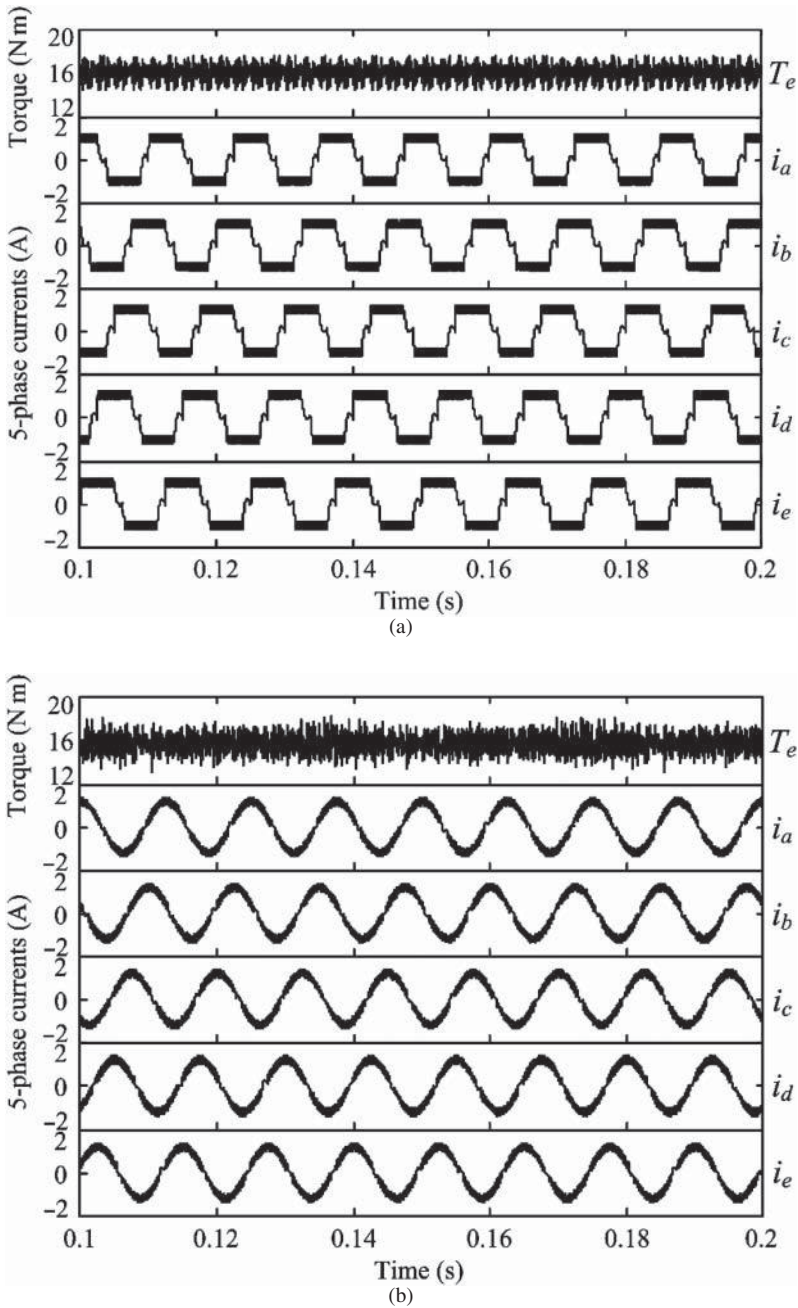 Torque (N m)
20
16
12
T_e
5-phase currents (A)
2
0
−2
i_a
2
0
−2
i_b
2
0
−2
i_c
2
0
−2
i_d
2
0
−2
i_e
0.1 0.12 0.14 0.16 0.18 0.2
Time (s)
(a)
Torque (N m)
20
16
12
T_e
5-phase currents (A)
2
0
−2
i_a
2
0
−2
i_b
2
0
−2
i_c
2
0
−2
i_d
2
0
−2
i_e
0.1 0.12 0.14 0.16 0.18 0.2
Time (s)
(b)